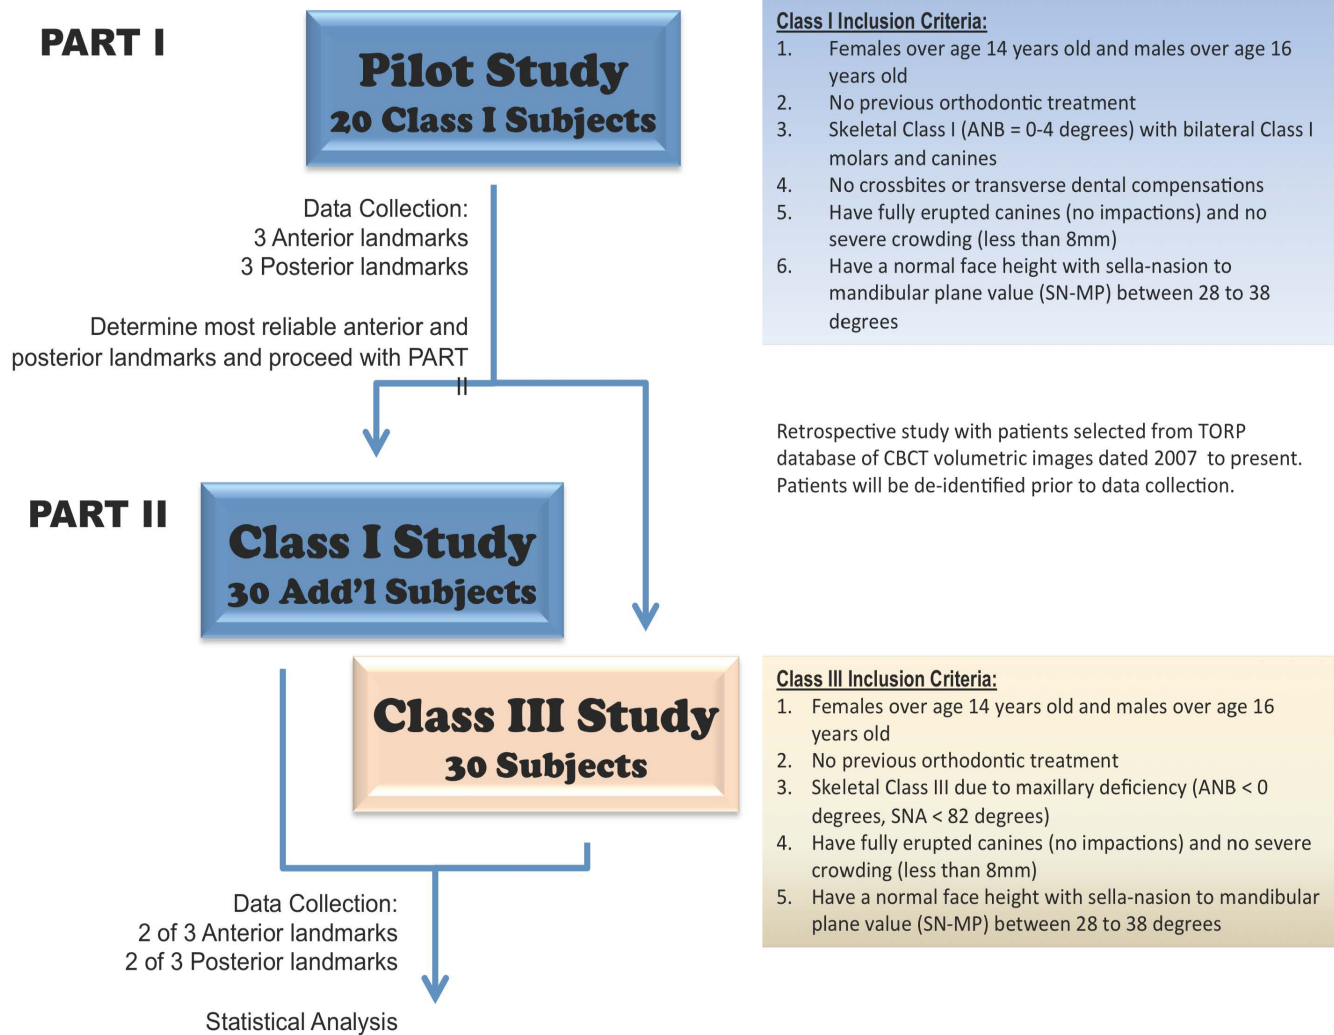 PART I
Pilot Study
20 Class I Subjects
Data Collection:
3 Anterior landmarks
3 Posterior landmarks
Determine most reliable anterior and
posterior landmarks and proceed with PART
II
Class I Inclusion Criteria:
1. Females over age 14 years old and males over age 16
years old
2. No previous orthodontic treatment
3. Skeletal Class I (ANB = 0-4 degrees) with bilateral Class I
molars and canines
4. No crossbites or transverse dental compensations
5. Have fully erupted canines (no impactions) and no
severe crowding (less than 8mm)
6. Have a normal face height with sella-nasion to
mandibular plane value (SN-MP) between 28 to 38
degrees
Retrospective study with patients selected from TORP
database of CBCT volumetric images dated 2007 to present.
Patients will be de-identified prior to data collection.
PART II
Class I Study
30 Add'l Subjects
Class III Study
30 Subjects
Class III Inclusion Criteria:
1. Females over age 14 years old and males over age 16
years old
2. No previous orthodontic treatment
3. Skeletal Class III due to maxillary deficiency (ANB < 0
degrees, SNA < 82 degrees)
4. Have fully erupted canines (no impactions) and no severe
crowding (less than 8mm)
5. Have a normal face height with sella-nasion to mandibular
plane value (SN-MP) between 28 to 38 degrees
Data Collection:
2 of 3 Anterior landmarks
2 of 3 Posterior landmarks
Statistical Analysis